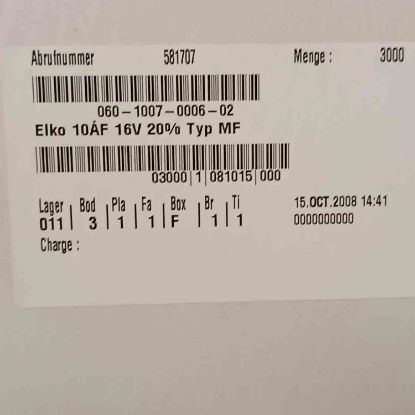 Abrufnummer 581707 Menge : 3000
060-1007-0006-02
Elko 10ÁF 16V 20% Typ MF
03000|1|081015|000
Lager | Bod | Pla | Fa | Box | Br | Ti 15.OCT.2008 14:41
011 | 3 | 1 | 1 | F | 1 | 1 0000000000
Charge :